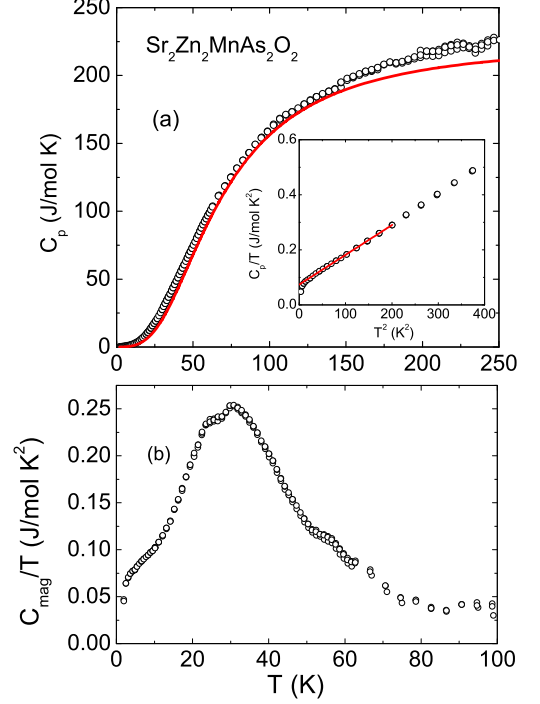 250
Sr₂Zn₂MnAs₂O₂
200
(a)
150
0.6
0.4
100
0.2
50
0.0
0 100 200 300 400
T² (K²)
Cₚ/T (J/mol K²)
0
0 50 100 150 200 250
Cₚ (J/mol K)
0.25
(b)
0.20
0.15
0.10
0.05
0.00
0 20 40 60 80 100
T (K)
Cₘₐg/T (J/mol K²)